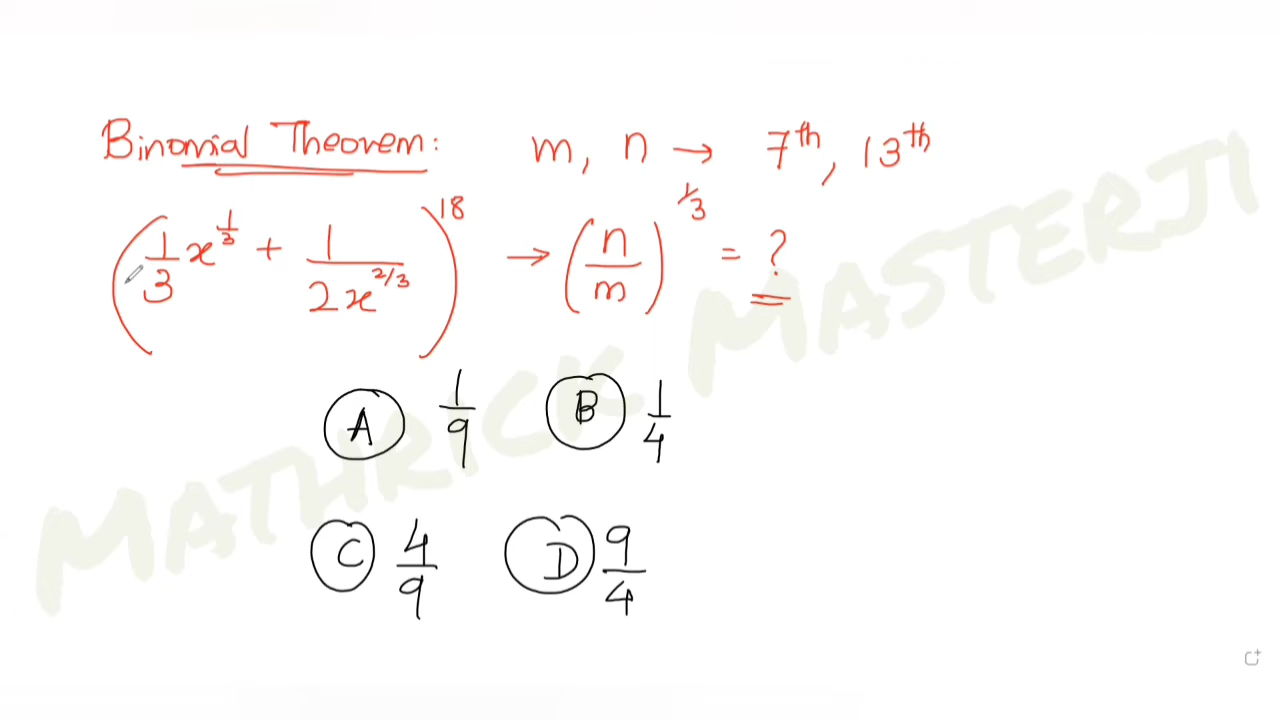 Binomial Theorem: m, n → 7th, 13th
(1/3 x^1/3 + 1/2x^2/3)^18 → (n/m)^1/3 = ?
A 1/9 B 1/4
C 4/9 D 9/4
MATHRICK MASTERJI